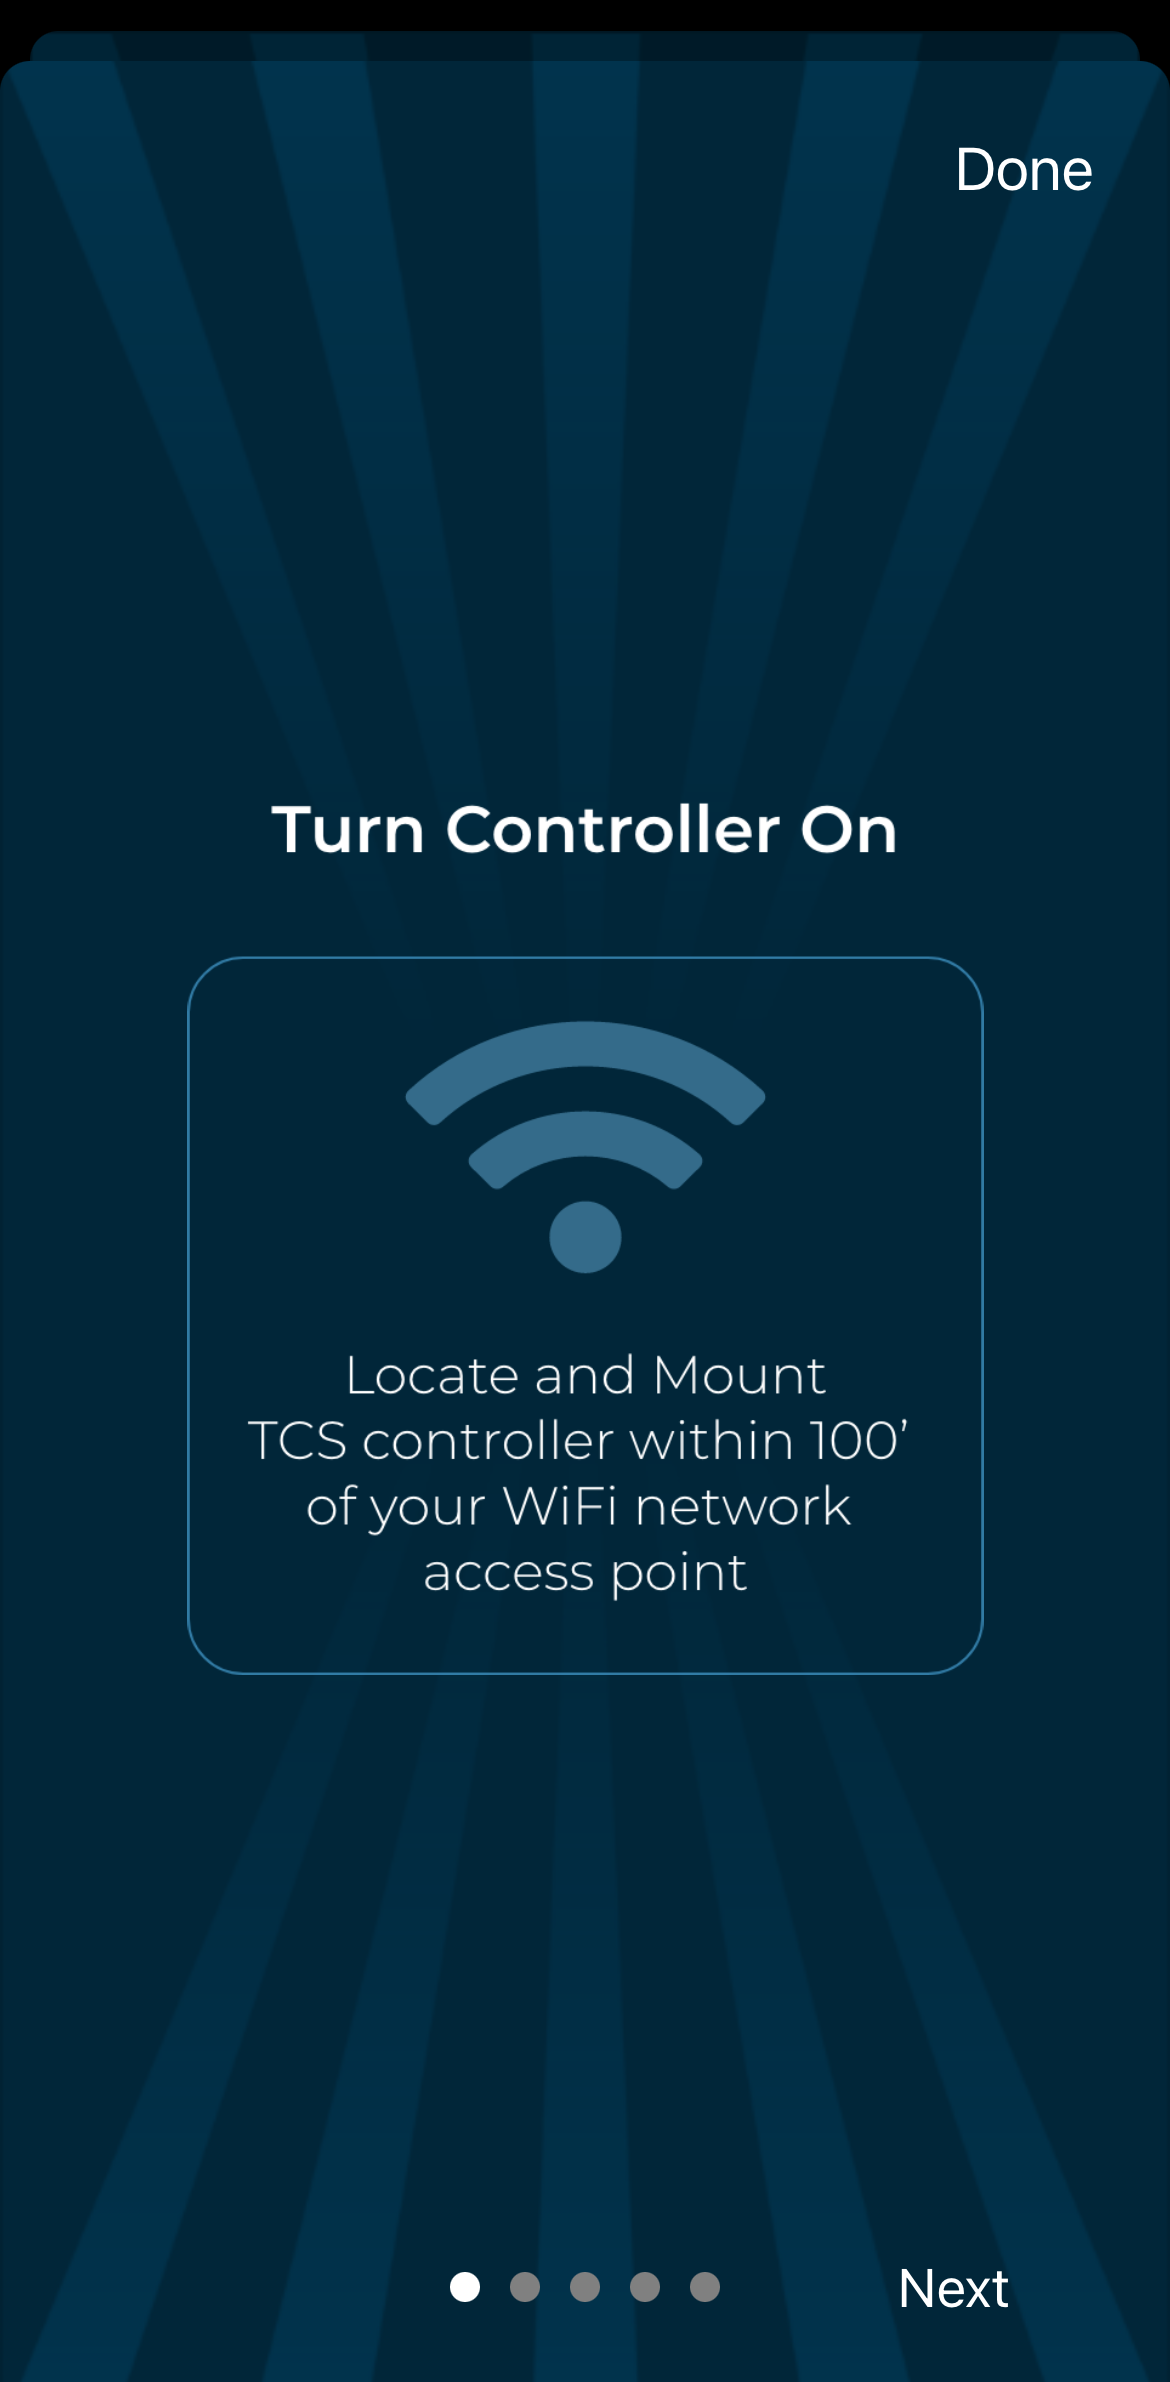 Done
Turn Controller On
Locate and Mount
TCS controller within 100’
of your WiFi network
access point
Next